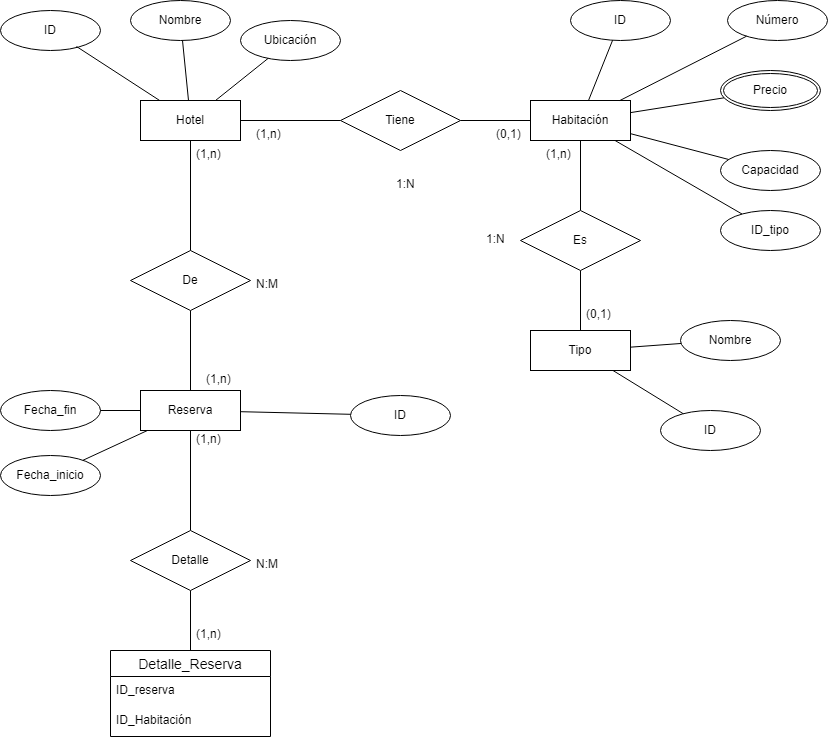 ID
Nombre
Ubicación
Hotel
(1,n)
Tiene
(0,1)
1:N
ID
Número
Precio
Habitación
Capacidad
ID_tipo
(1,n)
(1,n)
1:N
Es
De
N:M
(0,1)
Tipo
Nombre
ID
(1,n)
Fecha_fin
Reserva
ID
(1,n)
Fecha_inicio
Detalle
N:M
(1,n)
Detalle_Reserva
ID_reserva
ID_Habitación